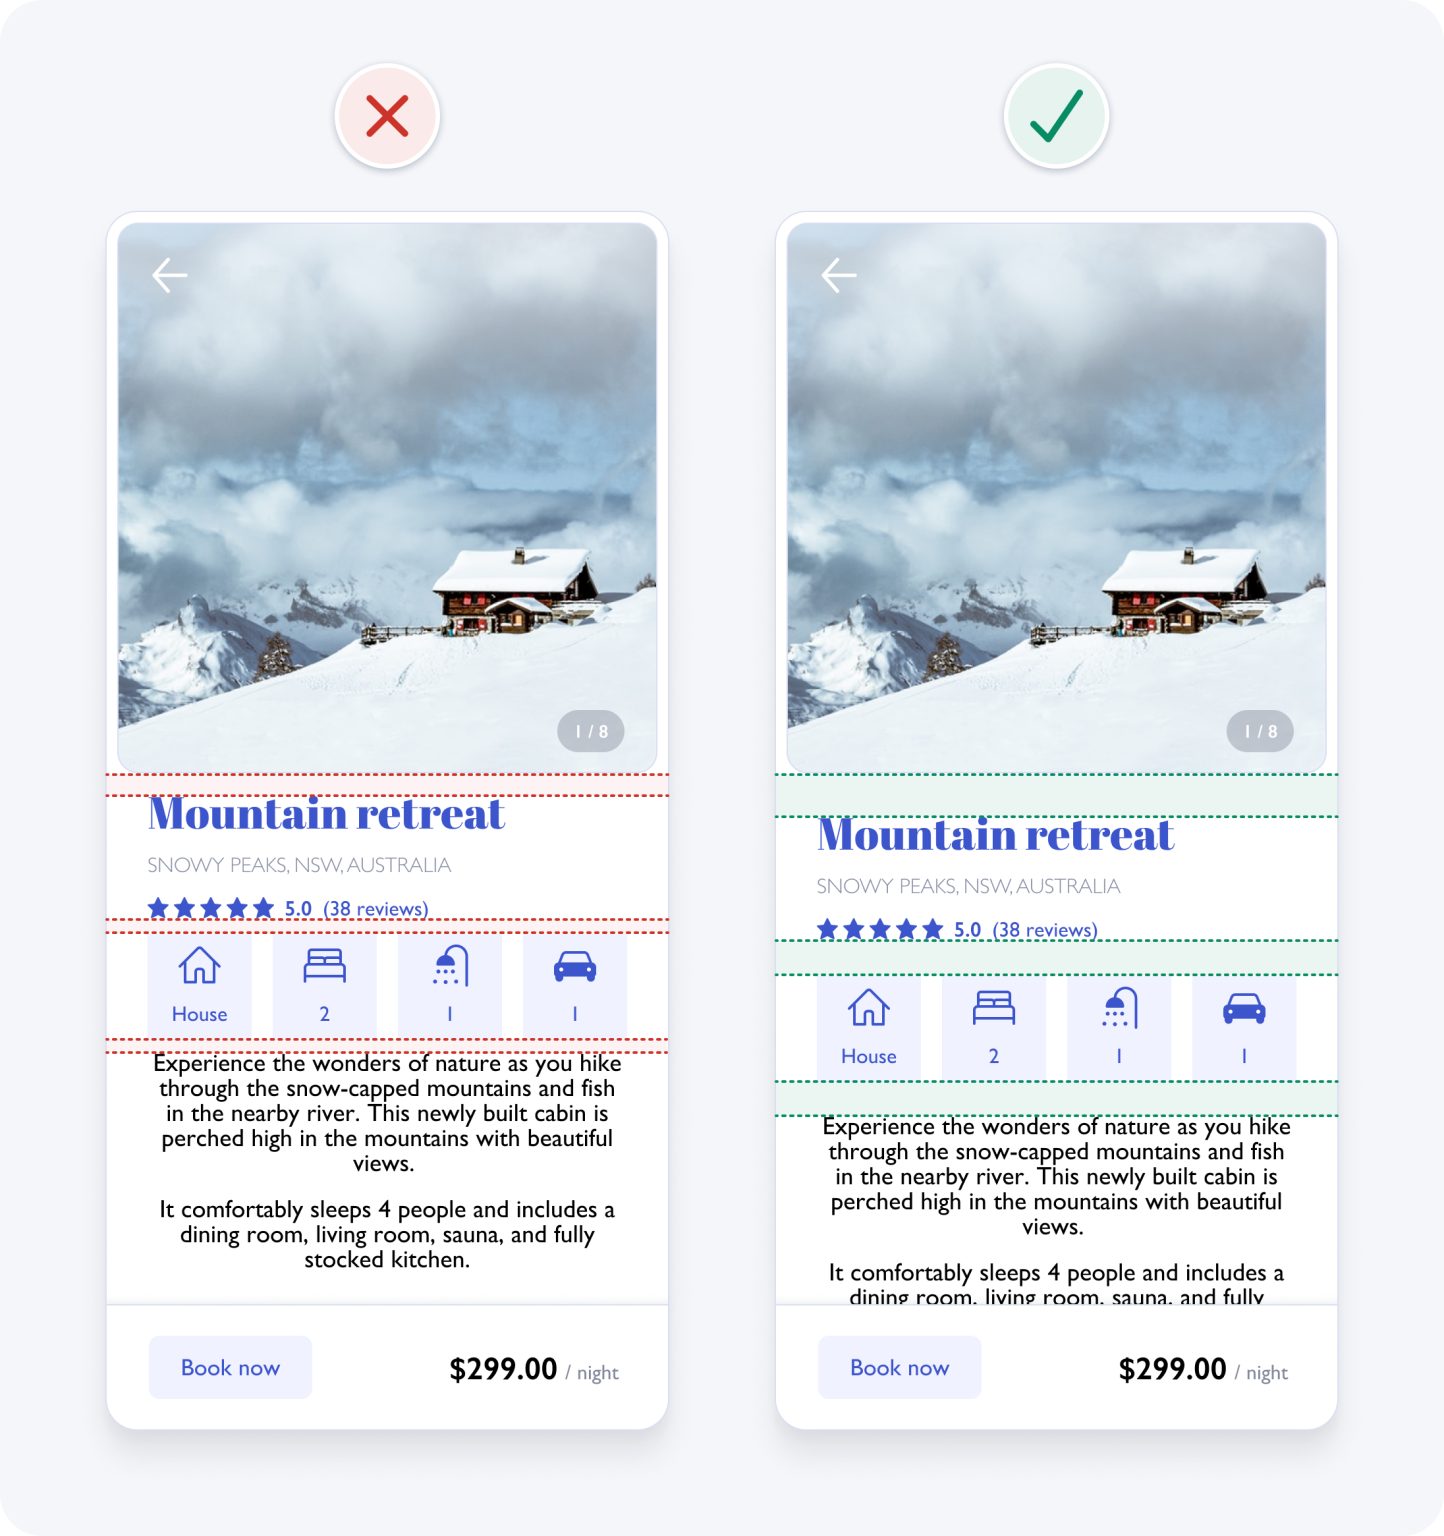 1 / 8
Mountain retreat
SNOWY PEAKS, NSW, AUSTRALIA
5.0 (38 reviews)
House 2 1 1
Experience the wonders of nature as you hike
through the snow-capped mountains and fish
in the nearby river. This newly built cabin is
perched high in the mountains with beautiful
views.
It comfortably sleeps 4 people and includes a
dining room, living room, sauna, and fully
stocked kitchen.
Book now $299.00 / night
1 / 8
Mountain retreat
SNOWY PEAKS, NSW, AUSTRALIA
5.0 (38 reviews)
House 2 1 1
Experience the wonders of nature as you hike
through the snow-capped mountains and fish
in the nearby river. This newly built cabin is
perched high in the mountains with beautiful
views.
It comfortably sleeps 4 people and includes a
dining room, living room, sauna, and fully
Book now $299.00 / night